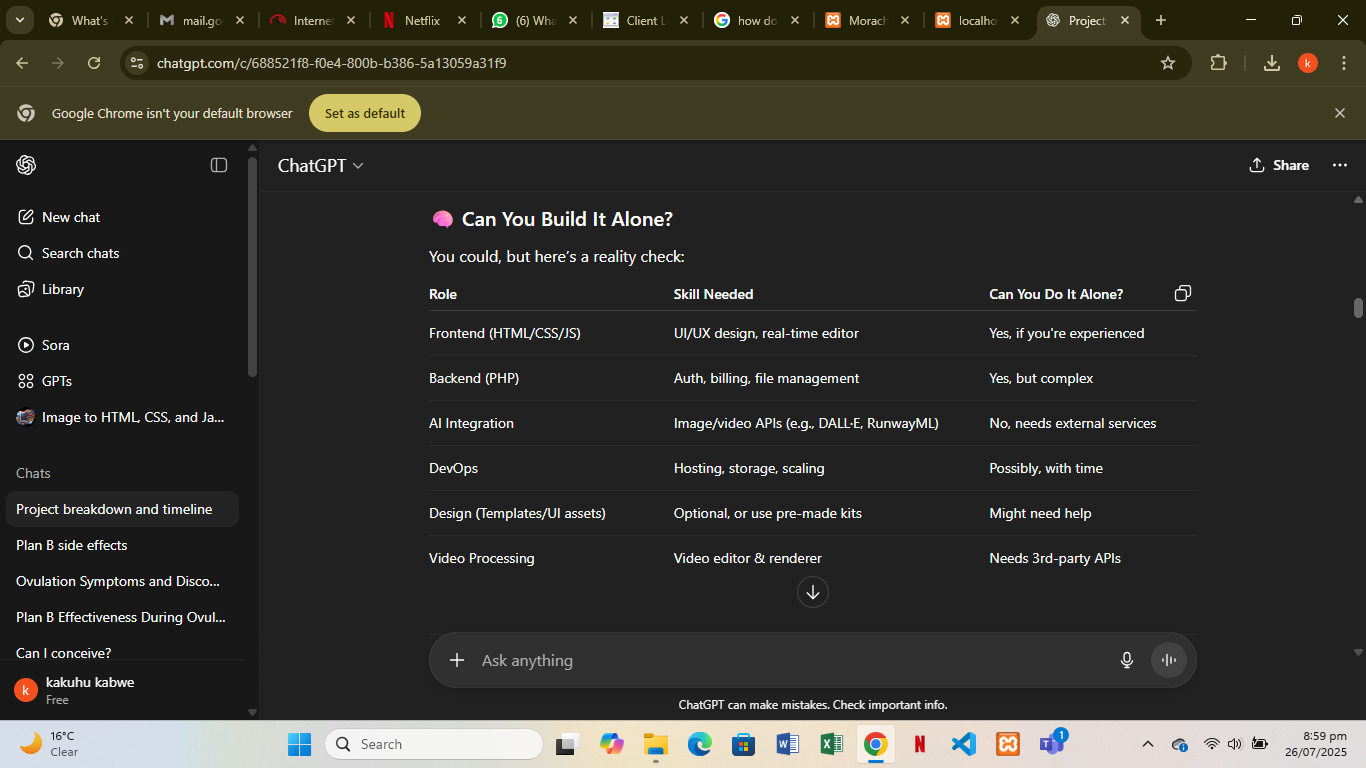 What's
mail.go
Internet
Netflix
(6) Wha
Client L
how do
Morach
localho
Project
chatgpt.com/c/688521f8-f0e4-800b-b386-5a13059a31f9
k
Google Chrome isn't your default browser
Set as default
ChatGPT
Share
New chat
Search chats
Library
Sora
GPTs
Image to HTML, CSS, and Ja...
Chats
Project breakdown and timeline
Plan B side effects
Ovulation Symptoms and Disco...
Plan B Effectiveness During Ovul...
Can I conceive?
k
kakuhu kabwe
Free
Can You Build It Alone?
You could, but here's a reality check:
Role Skill Needed Can You Do It Alone?
Frontend (HTML/CSS/JS) UI/UX design, real-time editor Yes, if you're experienced
Backend (PHP) Auth, billing, file management Yes, but complex
AI Integration Image/video APIs (e.g., DALL·E, RunwayML) No, needs external services
DevOps Hosting, storage, scaling Possibly, with time
Design (Templates/UI assets) Optional, or use pre-made kits Might need help
Video Processing Video editor & renderer Needs 3rd-party APIs
Ask anything
ChatGPT can make mistakes. Check important info.
16°C
Clear
Search
1
8:59 pm
26/07/2025